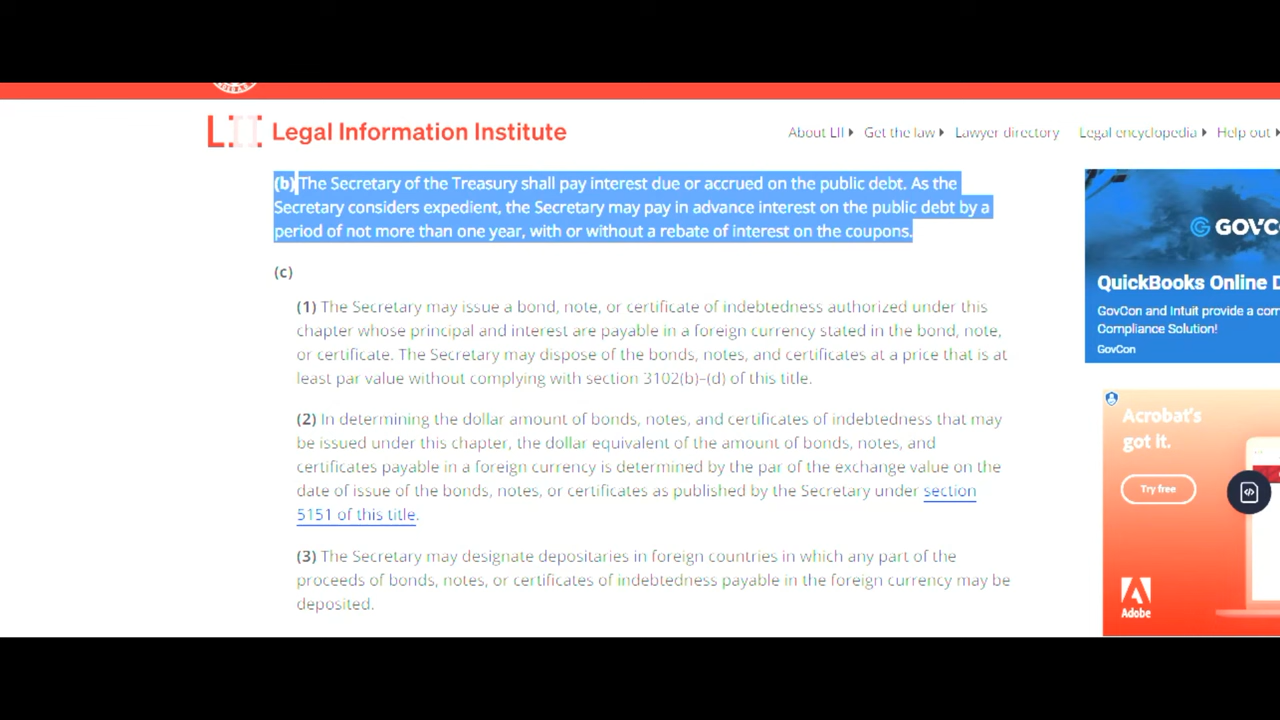 Legal Information Institute
About LII
Get the law
Lawyer directory
Legal encyclopedia
Help out
(b) The Secretary of the Treasury shall pay interest due or accrued on the public debt. As the
Secretary considers expedient, the Secretary may pay in advance interest on the public debt by a
period of not more than one year, with or without a rebate of interest on the coupons.
(c)
(1) The Secretary may issue a bond, note, or certificate of indebtedness authorized under this
chapter whose principal and interest are payable in a foreign currency stated in the bond, note,
or certificate. The Secretary may dispose of the bonds, notes, and certificates at a price that is at
least par value without complying with section 3102(b)–(d) of this title.
(2) In determining the dollar amount of bonds, notes, and certificates of indebtedness that may
be issued under this chapter, the dollar equivalent of the amount of bonds, notes, and
certificates payable in a foreign currency is determined by the par of the exchange value on the
date of issue of the bonds, notes, or certificates as published by the Secretary under section
5151 of this title.
(3) The Secretary may designate depositaries in foreign countries in which any part of the
proceeds of bonds, notes, or certificates of indebtedness payable in the foreign currency may be
deposited.
QuickBooks Online
GovCon and Intuit provide a
Compliance Solution!
GovCon
Acrobat's
got it.
Try free
Adobe